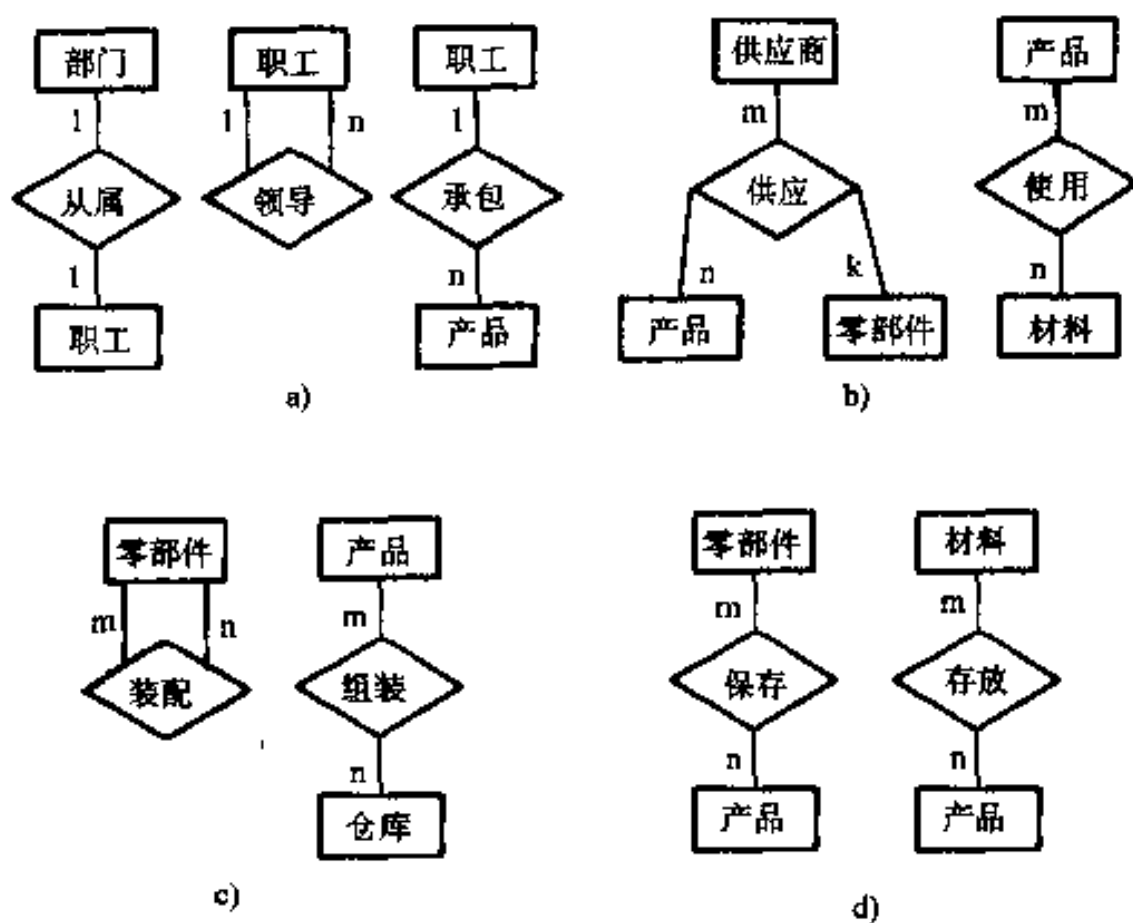 部门
职工
职工
供应商
产品
1
1
n
1
m
m
从属
领导
承包
供应
使用
1
n
n
k
n
职工
产品
产品
零部件
材料
a)
b)
零部件
产品
零部件
材料
m
n
m
m
m
装配
组装
保存
存放
n
n
n
仓库
产品
产品
c)
d)